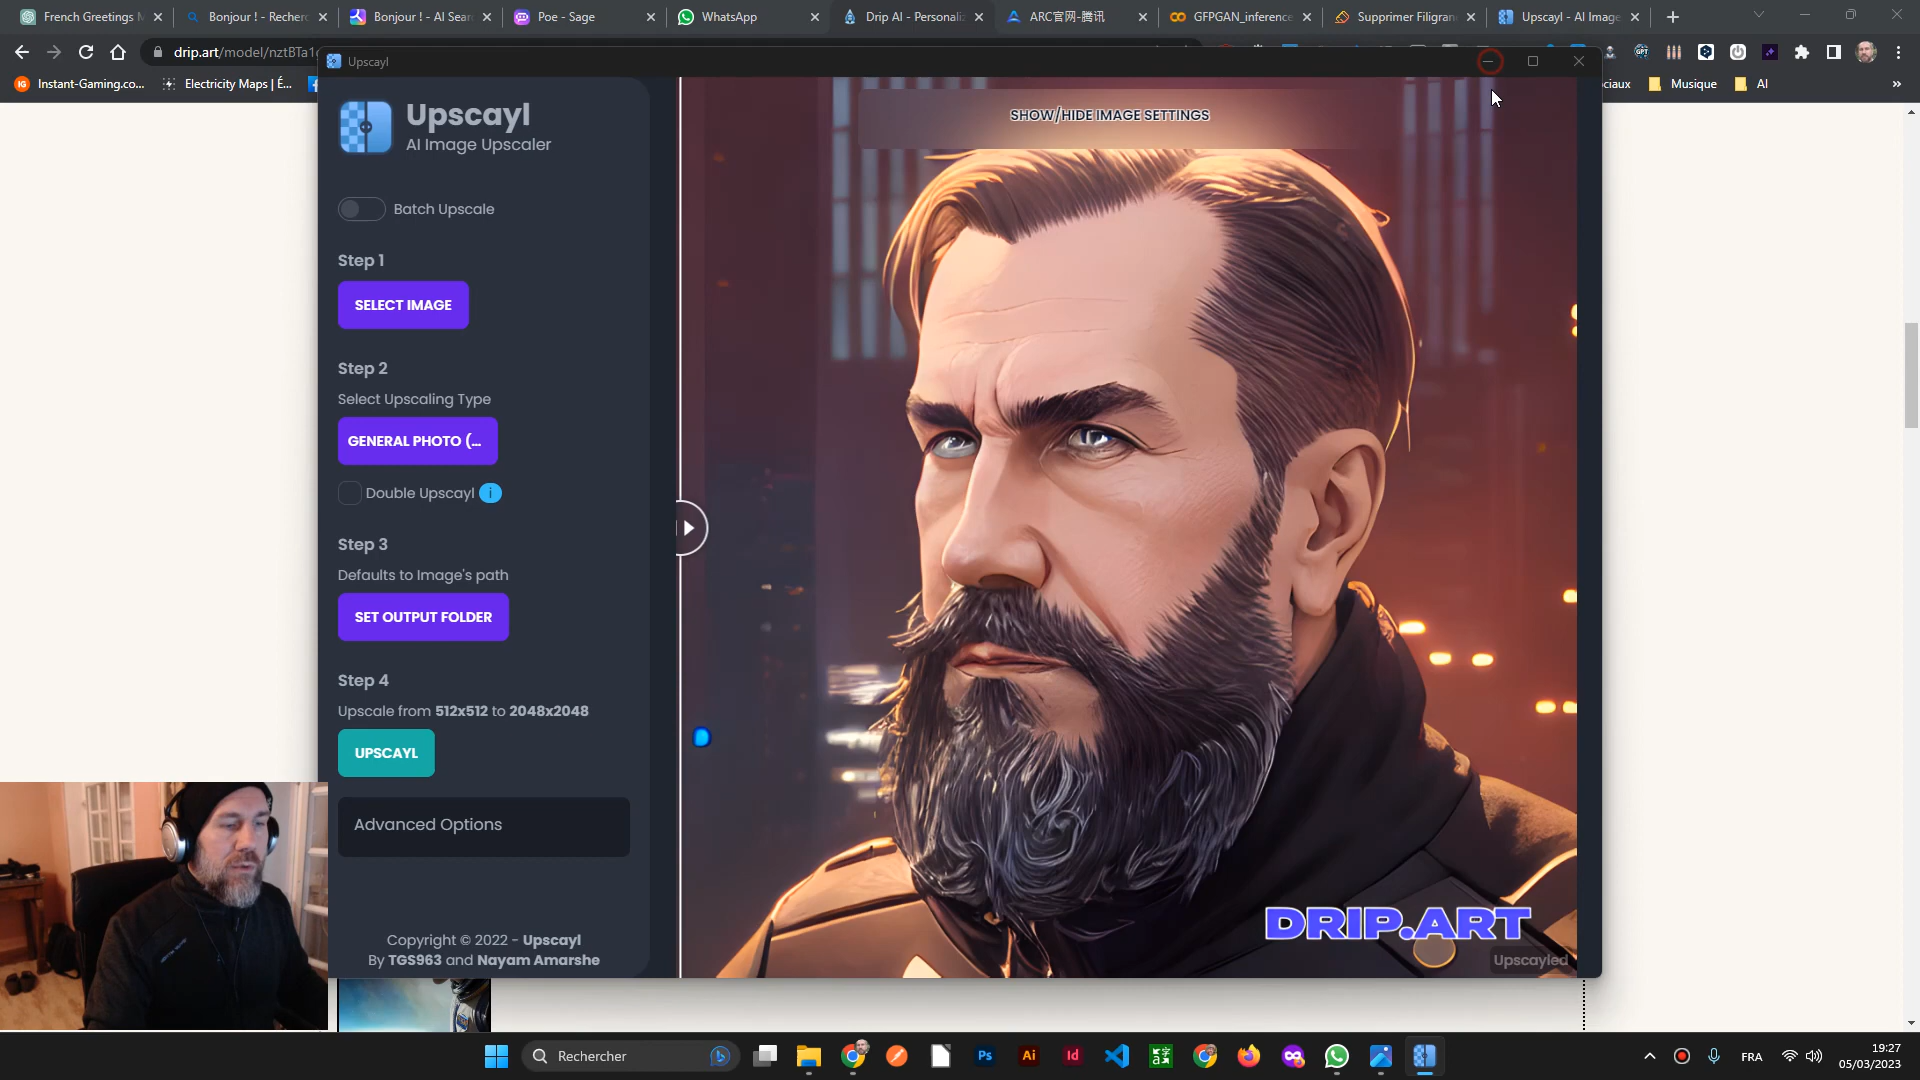 French Greetings M
Bonjour ! - Recher
Bonjour ! - AI Sear
Poe - Sage
WhatsApp
Drip AI - Personaliz
ARC官网-腾讯
GFPGAN_inference
Supprimer Filigran
Upscayl - AI Image
drip.art/model/nztBTa1
Instant-Gaming.co...
Electricity Maps | É...
ciaux
Musique
AI
»
Upscayl
Upscayl
AI Image Upscaler
SHOW/HIDE IMAGE SETTINGS
Batch Upscale
Step 1
SELECT IMAGE
Step 2
Select Upscaling Type
GENERAL PHOTO (...
Double Upscayl i
Step 3
Defaults to Image's path
SET OUTPUT FOLDER
Step 4
Upscale from 512x512 to 2048x2048
UPSCAYL
Advanced Options
Copyright © 2022 - Upscayl
By TGS963 and Nayam Amarshe
DRIP.ART
Upscayled
Rechercher
Ps
Ai
Id
FRA
19:27
05/03/2023